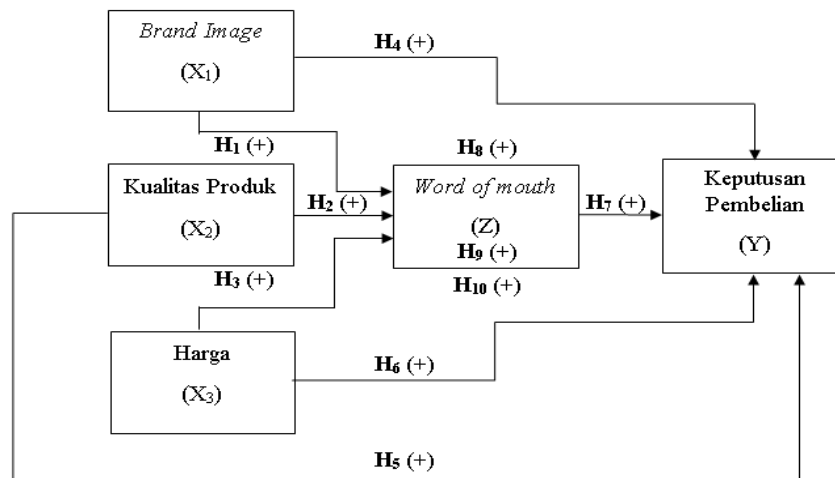 Brand Image
(X₁)
H₄ (+)
H₁ (+)
H₈ (+)
Kualitas Produk
(X₂)
H₂ (+)
Word of mouth
(Z)
H₉ (+)
H₇ (+)
Keputusan
Pembelian
(Y)
H₃ (+)
H₁₀ (+)
Harga
(X₃)
H₆ (+)
H₅ (+)